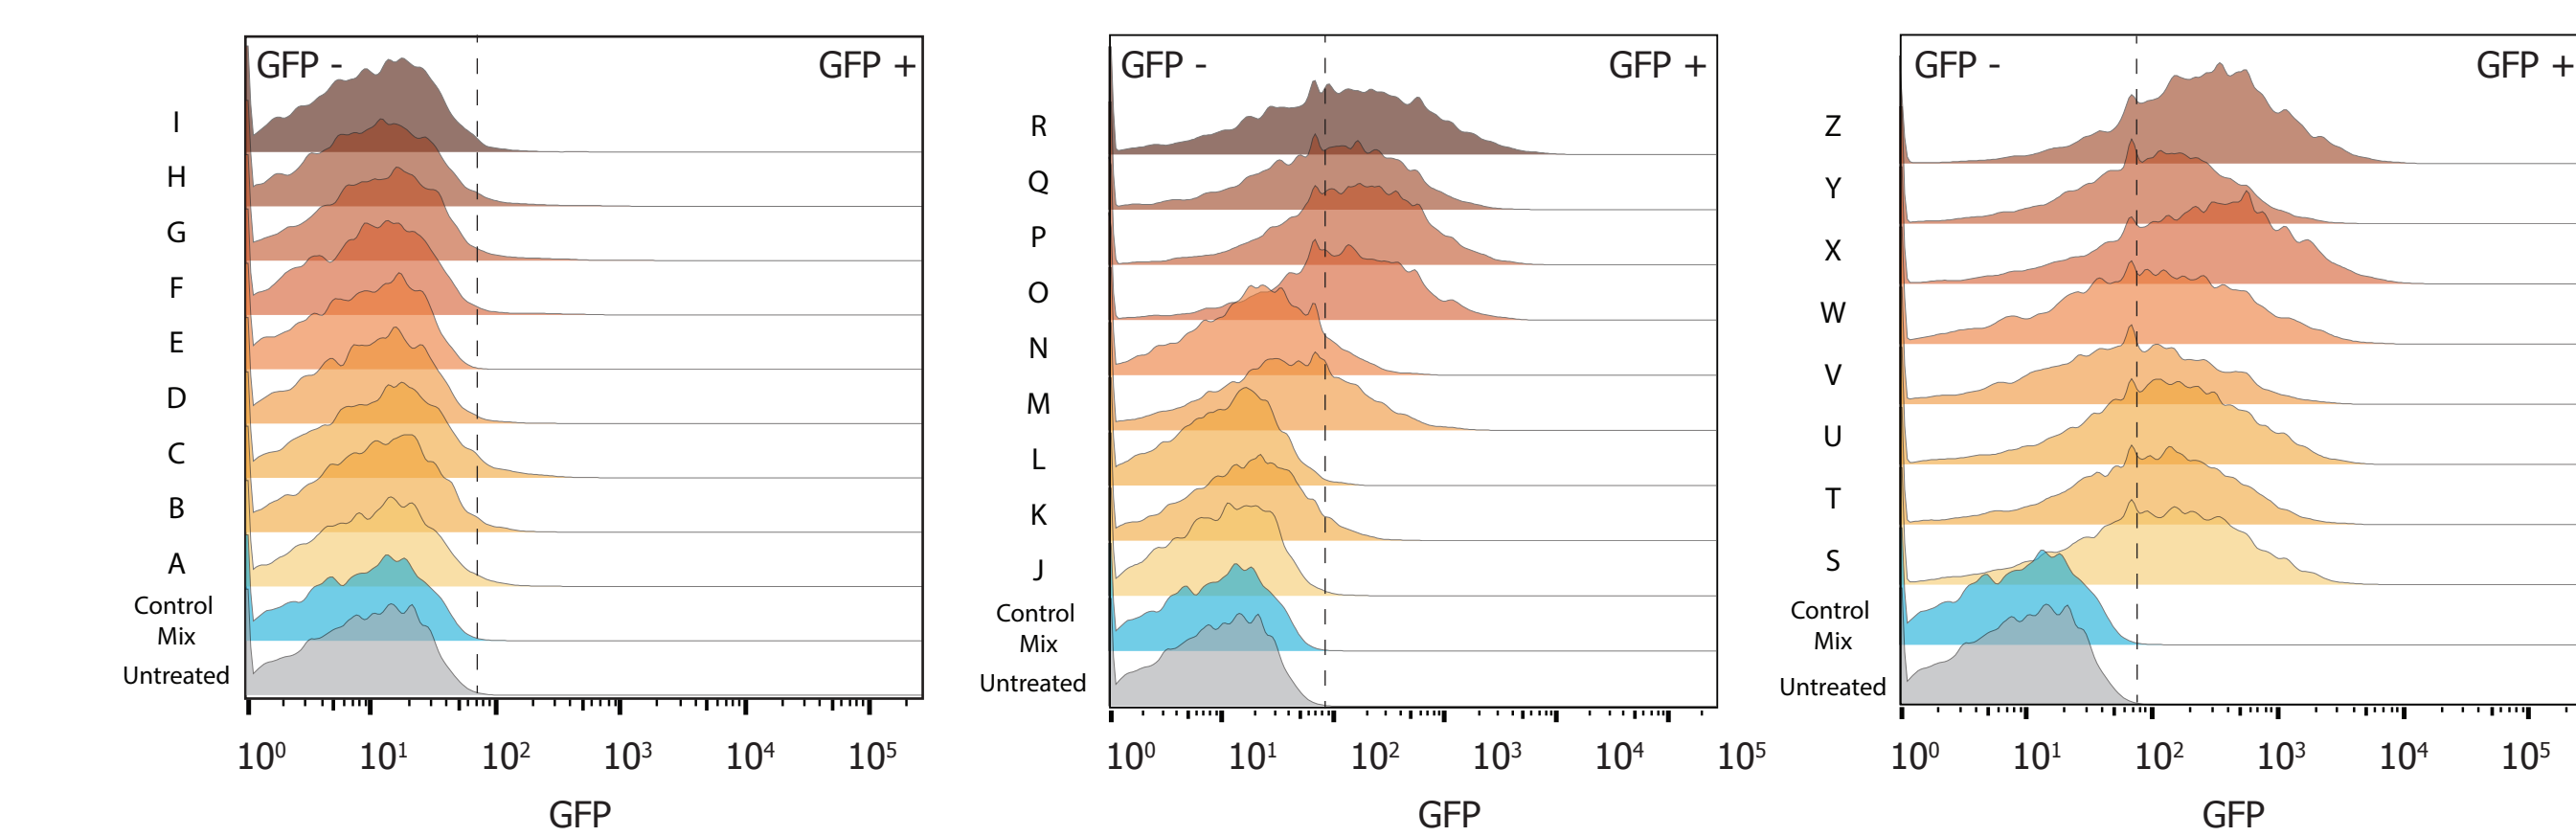 GFP - GFP +
I
H
G
F
E
D
C
B
A
Control
Mix
Untreated
10⁰ 10¹ 10² 10³ 10⁴ 10⁵
GFP
GFP - GFP +
R
Q
P
O
N
M
L
K
J
Control
Mix
Untreated
10⁰ 10¹ 10² 10³ 10⁴ 10⁵
GFP
GFP - GFP +
Z
Y
X
W
V
U
T
S
Control
Mix
Untreated
10⁰ 10¹ 10² 10³ 10⁴ 10⁵
GFP